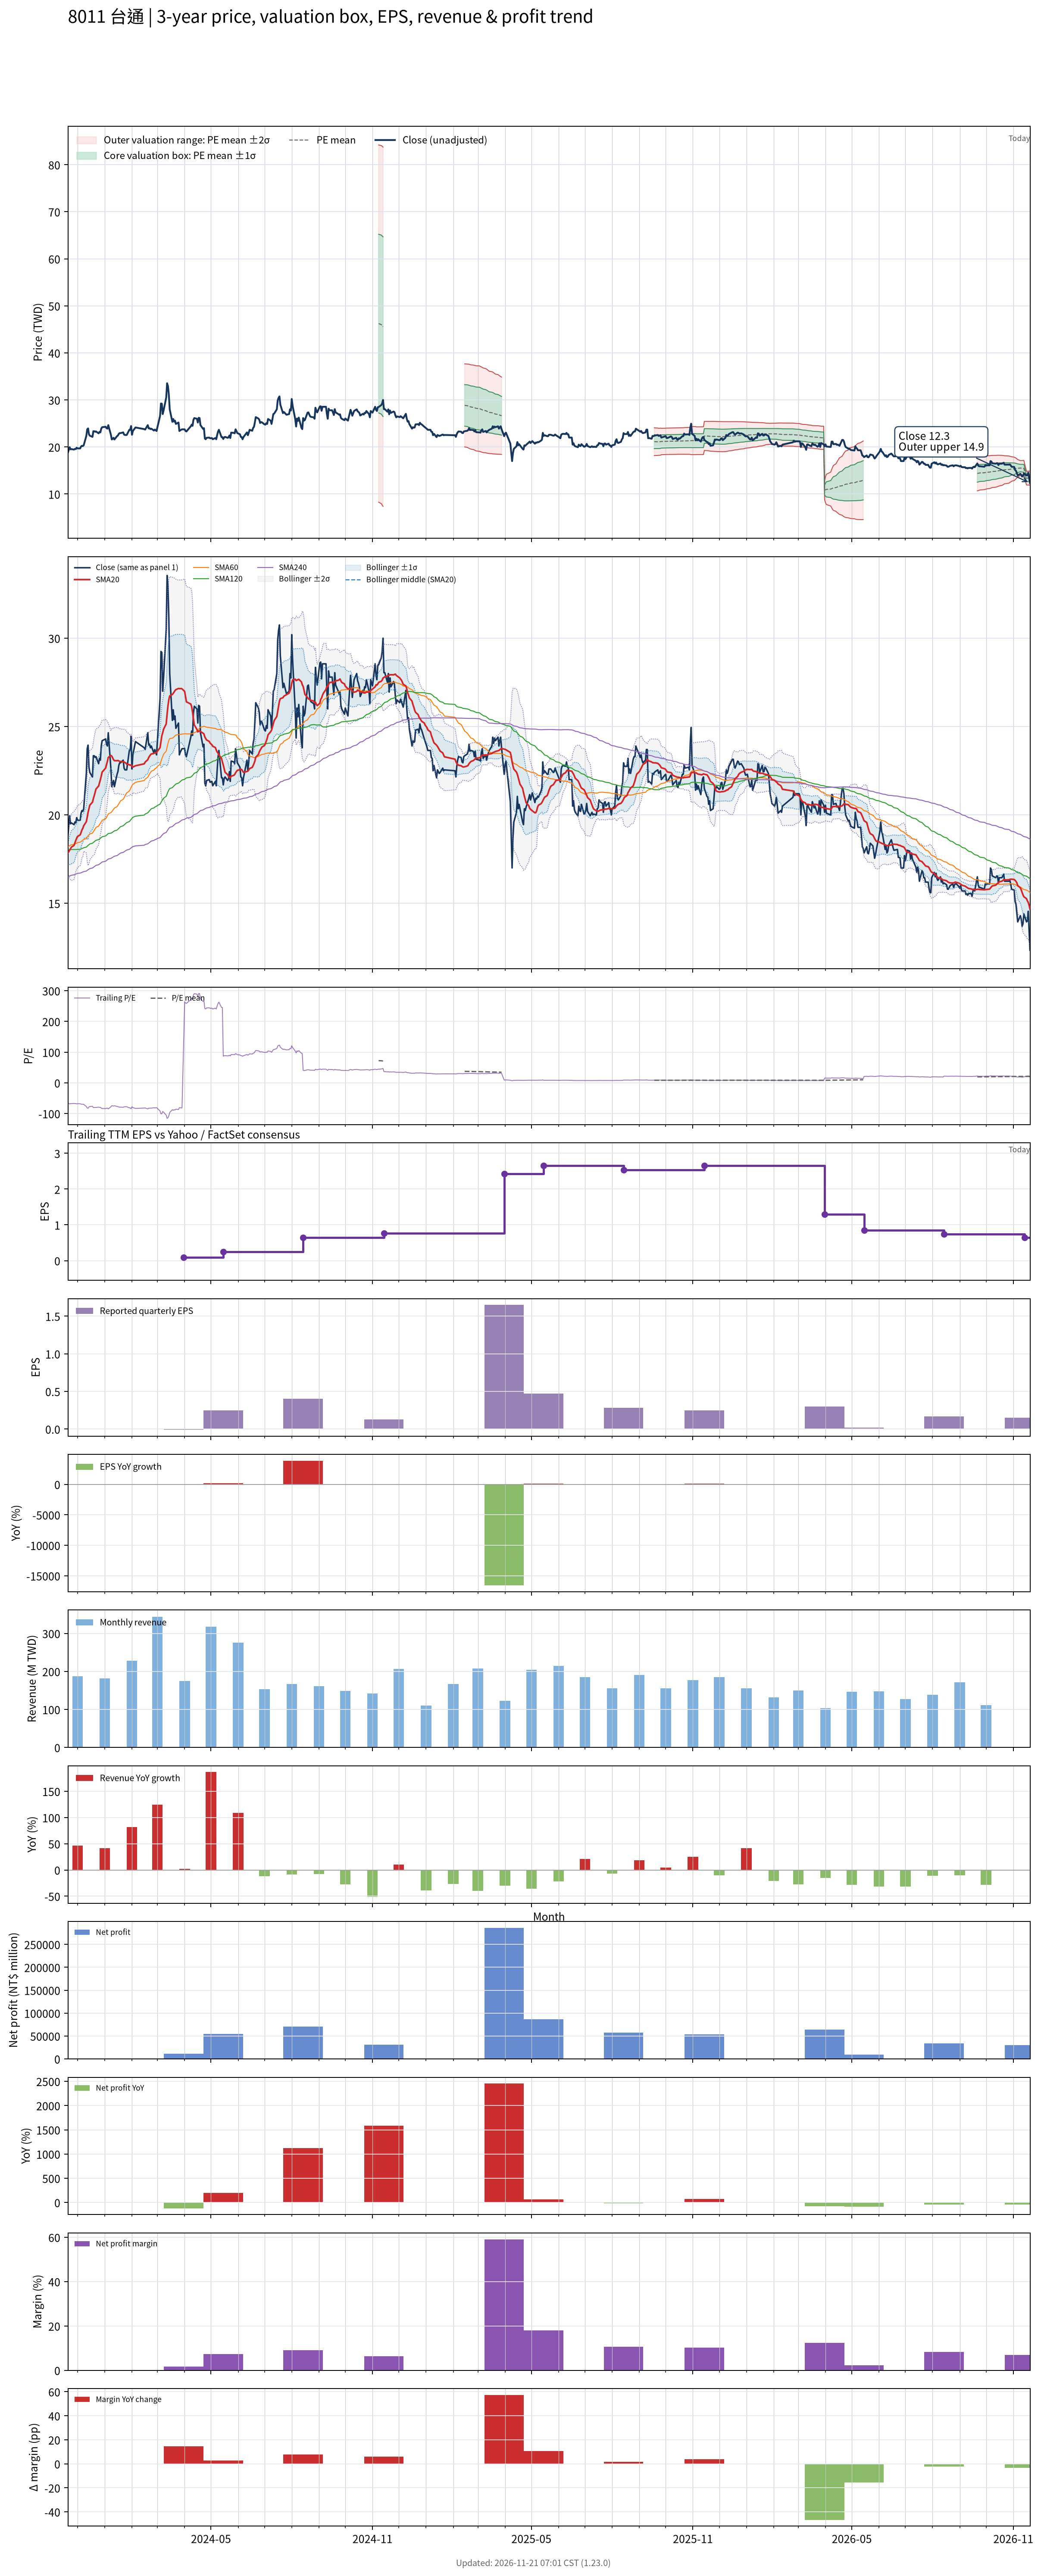 8011 台通 | 3-year price, valuation box, EPS, revenue & profit trend
Outer valuation range: PE mean ±2σ
Core valuation box: PE mean ±1σ
PE mean
Close (unadjusted)
Today
80
70
60
50
40
30
20
10
Price (TWD)
Close 12.3
Outer upper 14.9
Close (same as panel 1)
SMA20
SMA60
SMA120
SMA240
Bollinger ±2σ
Bollinger ±1σ
Bollinger middle (SMA20)
30
25
20
15
Price
Trailing P/E
P/E mean
300
200
100
0
-100
P/E
Trailing TTM EPS vs Yahoo / FactSet consensus
Today
3
2
1
0
EPS
Reported quarterly EPS
1.5
1.0
0.5
0.0
EPS
EPS YoY growth
0
-5000
-10000
-15000
YoY (%)
Monthly revenue
300
200
100
0
Revenue (M TWD)
Revenue YoY growth
150
100
50
0
-50
YoY (%)
Month
Net profit
250000
200000
150000
100000
50000
0
Net profit (NT$ million)
Net profit YoY
2500
2000
1500
1000
500
0
YoY (%)
Net profit margin
60
40
20
0
Margin (%)
Margin YoY change
60
40
20
0
-20
-40
Δ margin (pp)
2024-05
2024-11
2025-05
2025-11
2026-05
2026-11
Updated: 2026-11-21 07:01 CST (1.23.0)